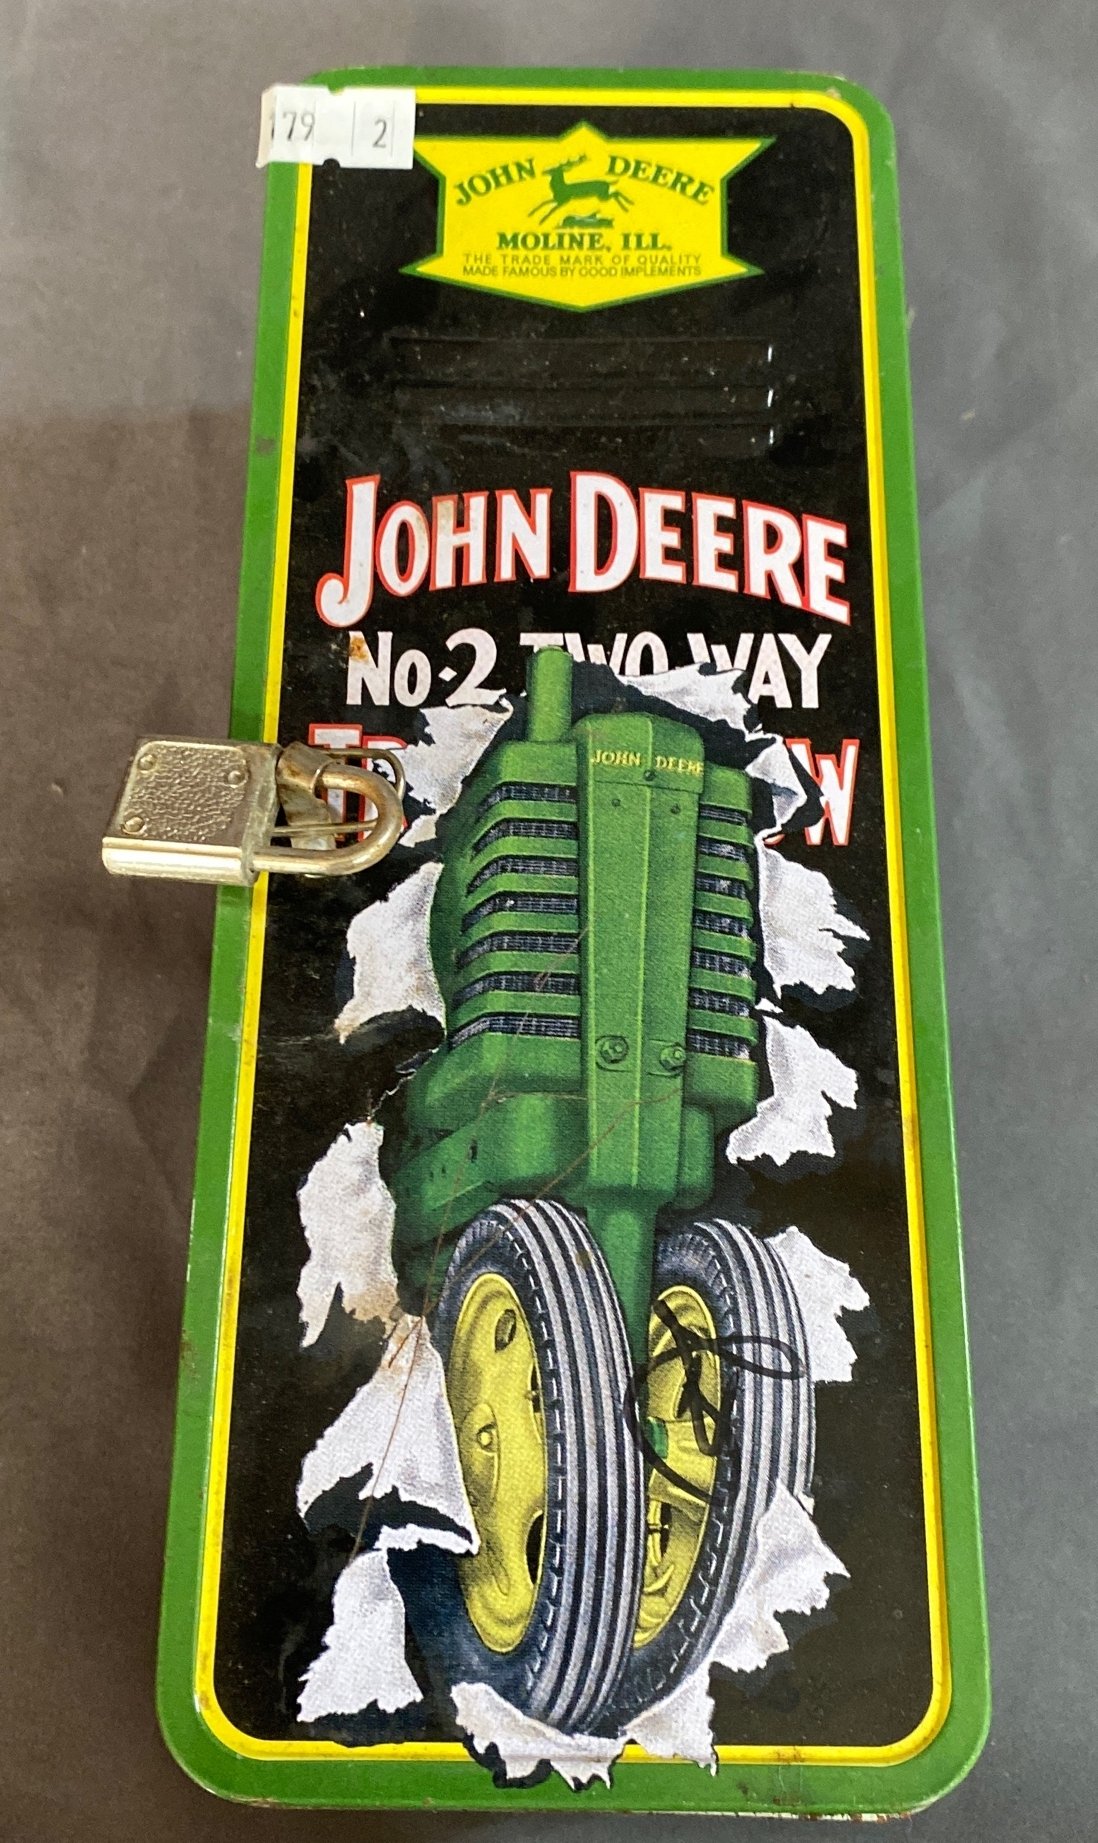 179 2
JOHN DEERE
MOLINE, ILL.
THE TRADE MARK OF QUALITY
MADE FAMOUS BY GOOD IMPLEMENTS
JOHN DEERE
No·2 TWO WAY
JOHN DEERE